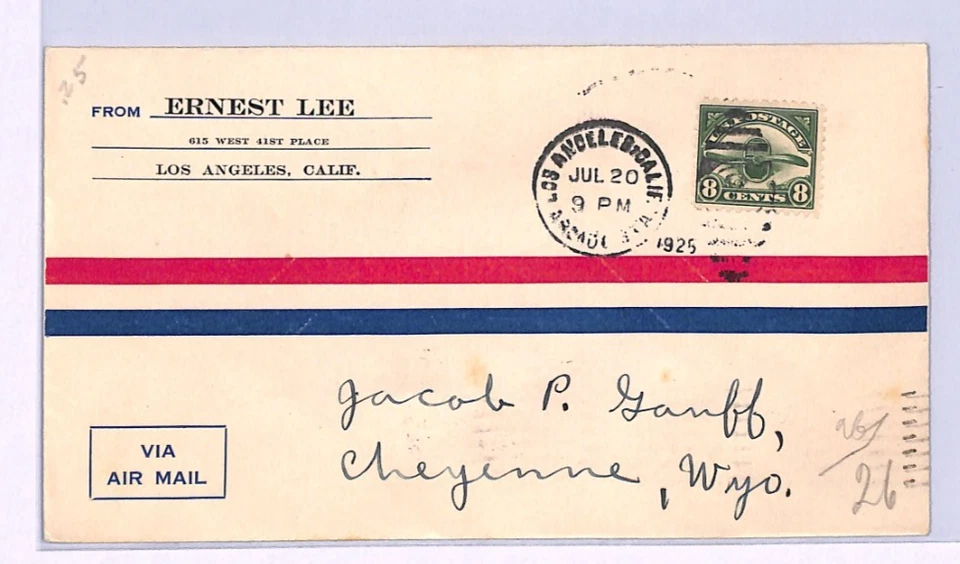 .25
FROM ERNEST LEE
615 WEST 41ST PLACE
LOS ANGELES, CALIF.
LOS ANGELES, CALIF.
JUL 20
9 PM
1925
U.S. POSTAGE
8 CENTS 8
Jacob P. Ganff,
Cheyenne, Wyo.
VIA
AIR MAIL
26